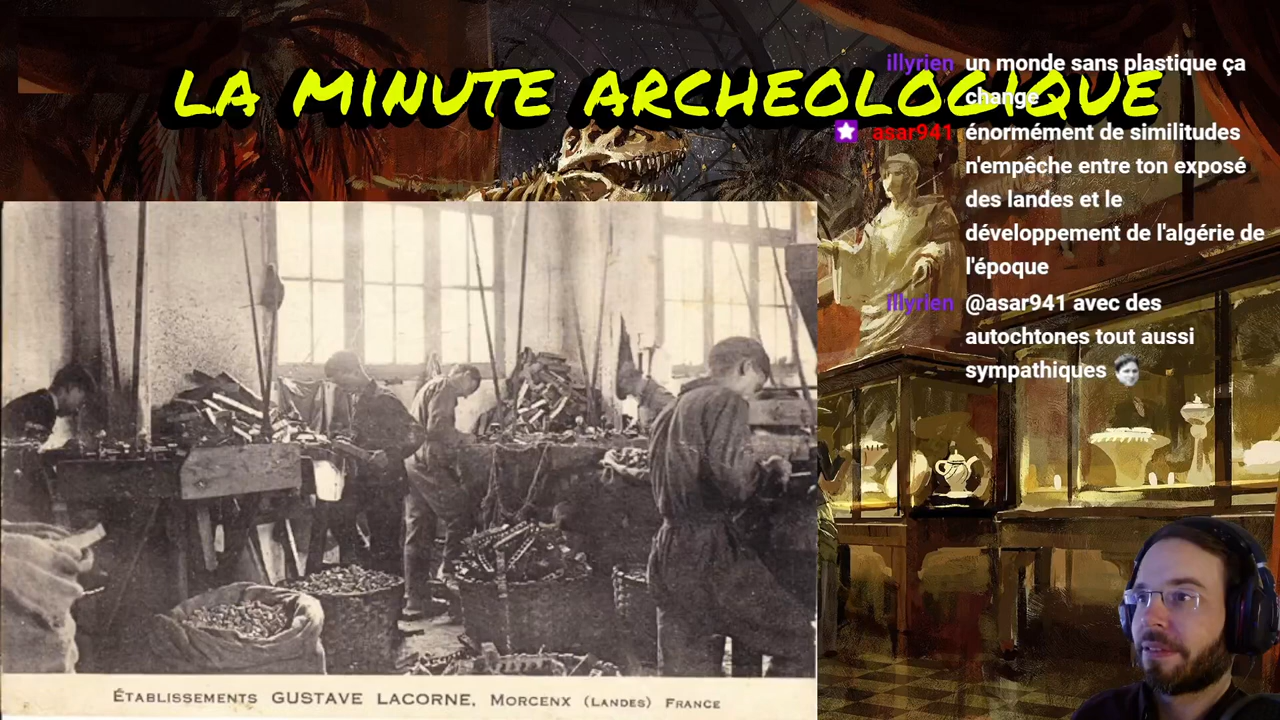 LA MINUTE ARCHEOLOGIQUE
illyrien un monde sans plastique ça
change
asar941 énormément de similitudes
n'empêche entre ton exposé
des landes et le
développement de l'algérie de
l'époque
illyrien @asar941 avec des
autochtones tout aussi
sympathiques
ÉTABLISSEMENTS GUSTAVE LACORNE, MORCENX (LANDES) FRANCE